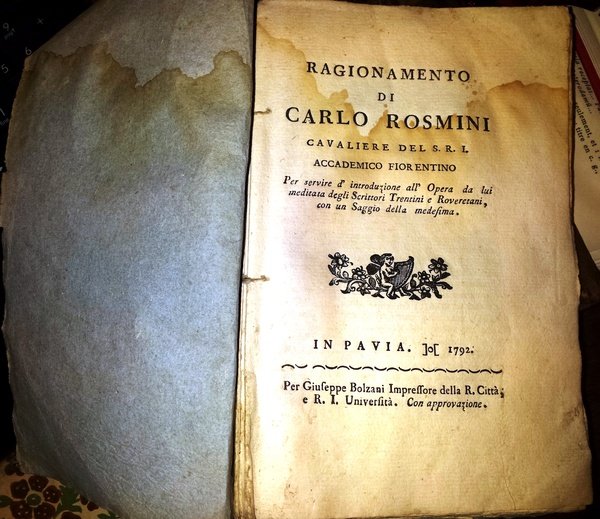 RAGIONAMENTO
DI
CARLO ROSMINI
CAVALIERE DEL S. R. I.
ACCADEMICO FIORENTINO
Per servire d' introduzione all' Opera da lui
meditata degli Scrittori Trentini e Roveretani,
con un Saggio della medesima.
IN PAVIA. ]o[ 1792.
Per Giuseppe Bolzani Impressore della R. Città,
e R. I. Università. Con approvazione.